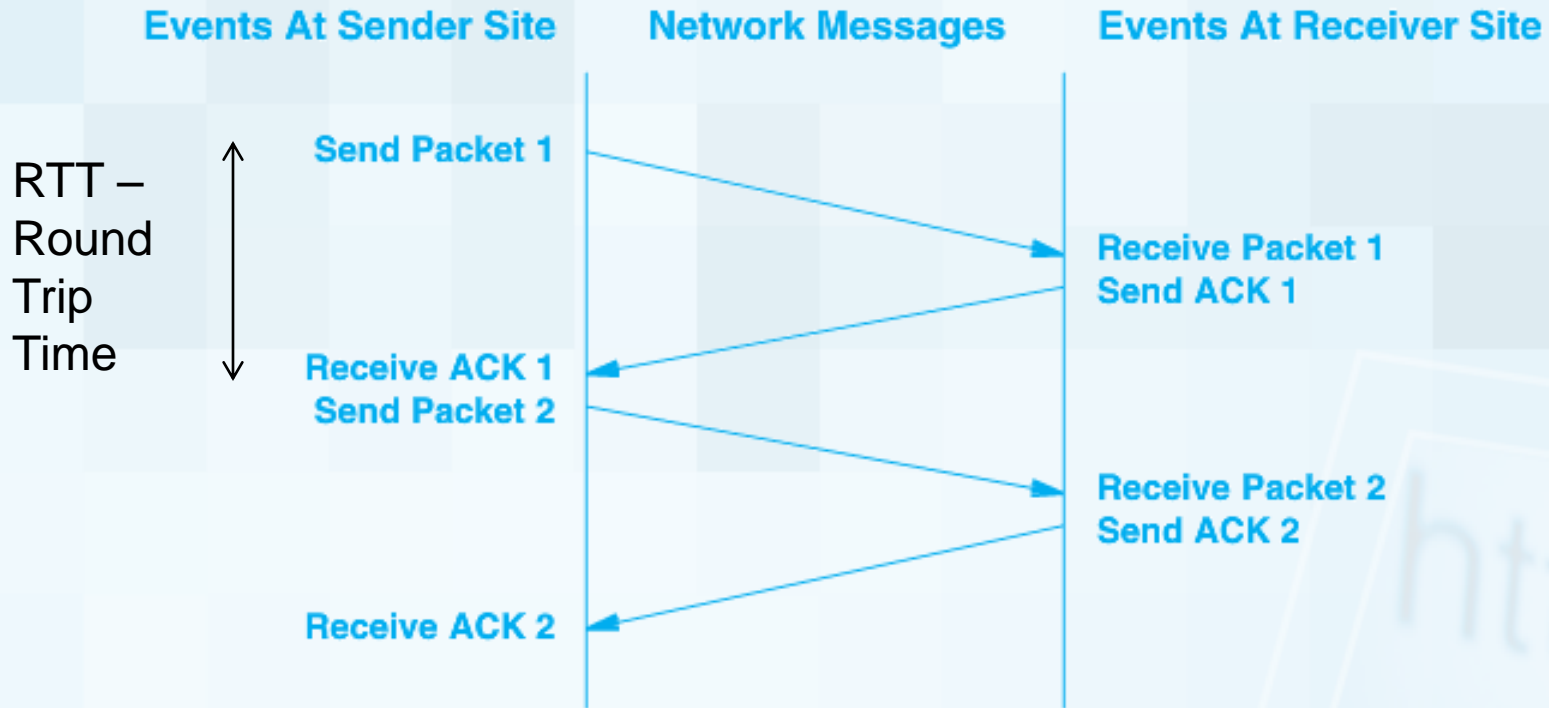 Events At Sender Site
Network Messages
Events At Receiver Site
RTT –
Round
Trip
Time
Send Packet 1
Receive Packet 1
Send ACK 1
Receive ACK 1
Send Packet 2
Receive Packet 2
Send ACK 2
Receive ACK 2
ht